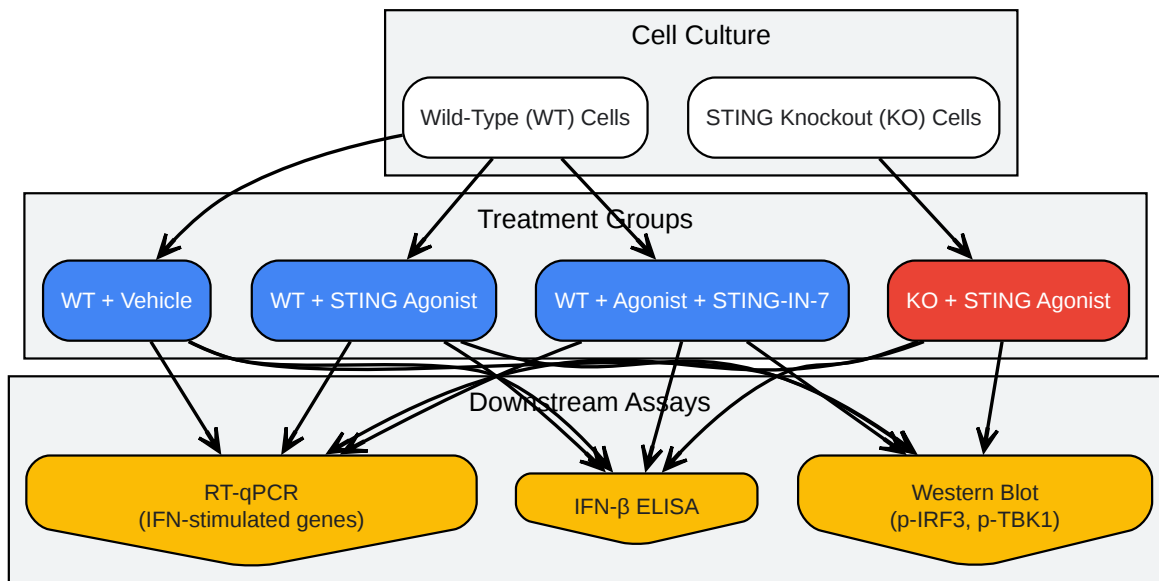 Cell Culture
Wild-Type (WT) Cells
STING Knockout (KO) Cells
Treatment Groups
WT + Vehicle
WT + STING Agonist
WT + Agonist + STING-IN-7
KO + STING Agonist
Downstream Assays
RT-qPCR
(IFN-stimulated genes)
IFN-β ELISA
Western Blot
(p-IRF3, p-TBK1)